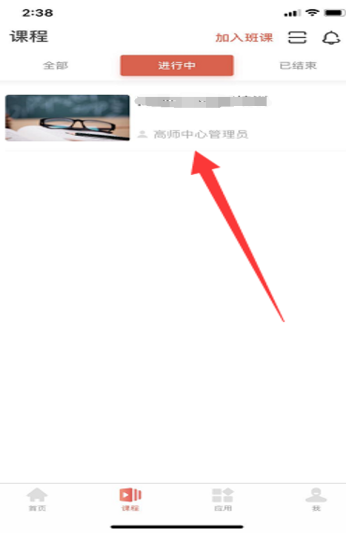 2:38
课程 加入班课
全部 进行中 已结束
高师中心管理员
首页 课程 应用 我